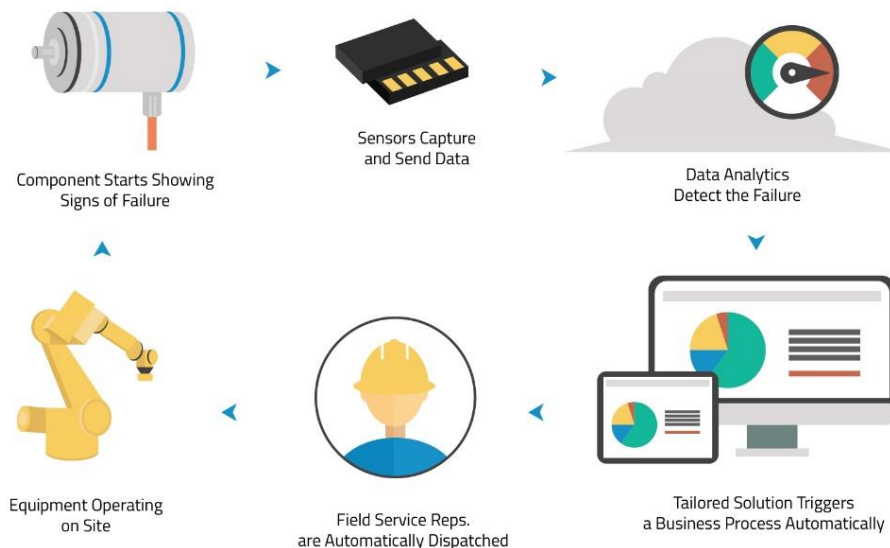 Component Starts Showing
Signs of Failure
Sensors Capture
and Send Data
Data Analytics
Detect the Failure
Tailored Solution Triggers
a Business Process Automatically
Field Service Reps.
are Automatically Dispatched
Equipment Operating
on Site